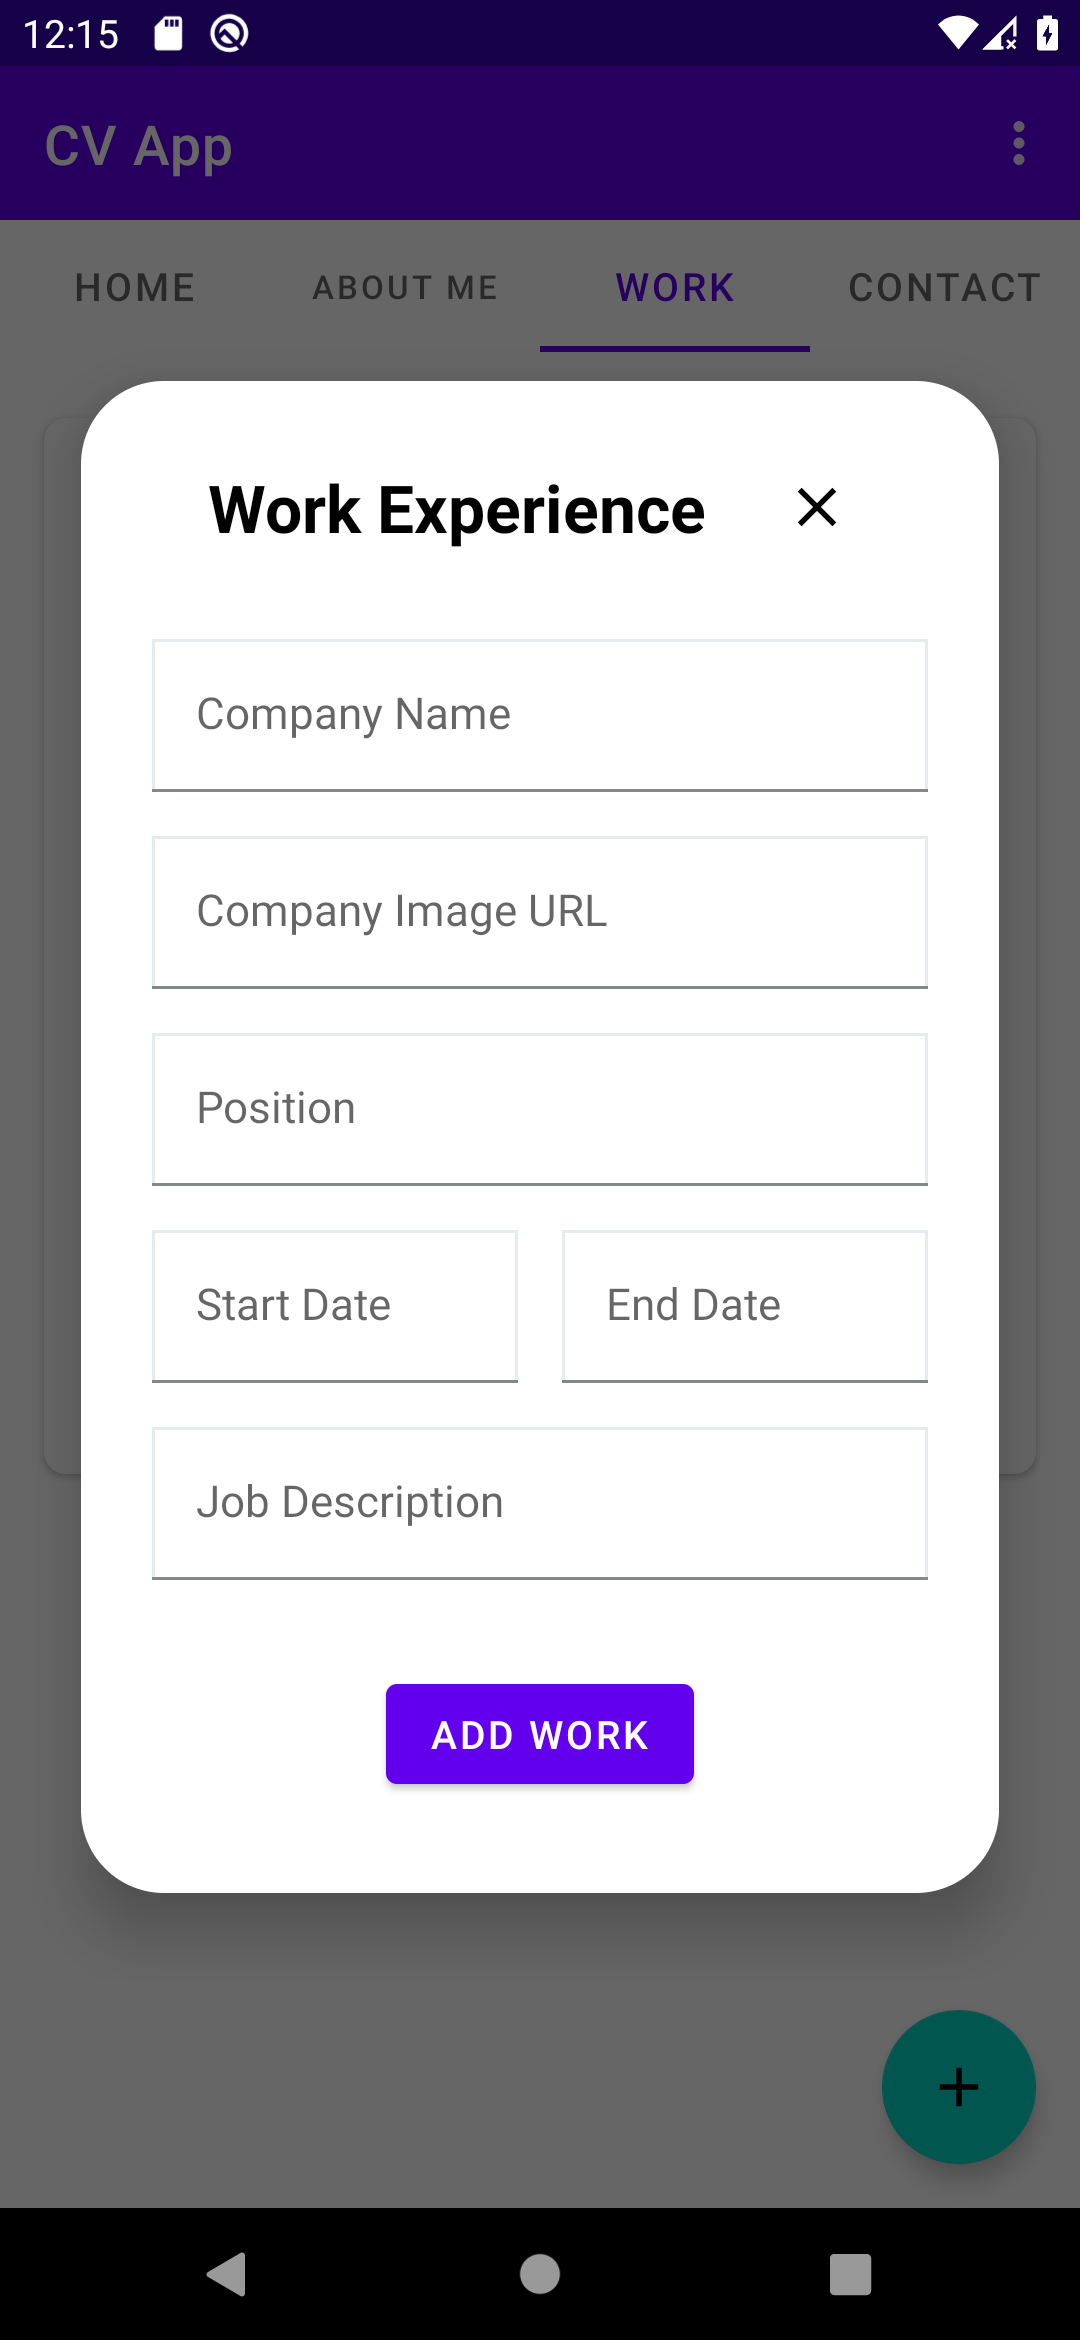 12:15
CV App
HOME ABOUT ME WORK CONTACT
Work Experience
Company Name
Company Image URL
Position
Start Date End Date
Job Description
ADD WORK